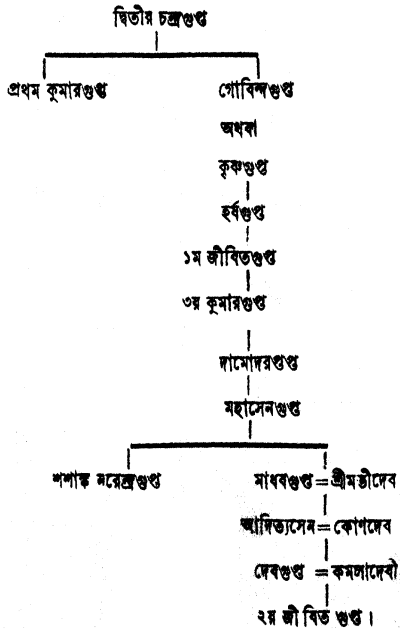 দ্বিতীয় চন্দ্রগুপ্ত
প্রথম কুমারগুপ্ত গোবিন্দগুপ্ত
অথবা
কৃষ্ণগুপ্ত
হর্ষগুপ্ত
১ম জীবিতগুপ্ত
৩য় কুমারগুপ্ত
দামোদরগুপ্ত
মহাসেনগুপ্ত
শশাঙ্ক নরেন্দ্রগুপ্ত মাধবগুপ্ত = শ্রীমতীদেব
আদিত্যসেন = কোণদেব
দেবগুপ্ত = কমলাদেবী
২য় জীবিত গুপ্ত।